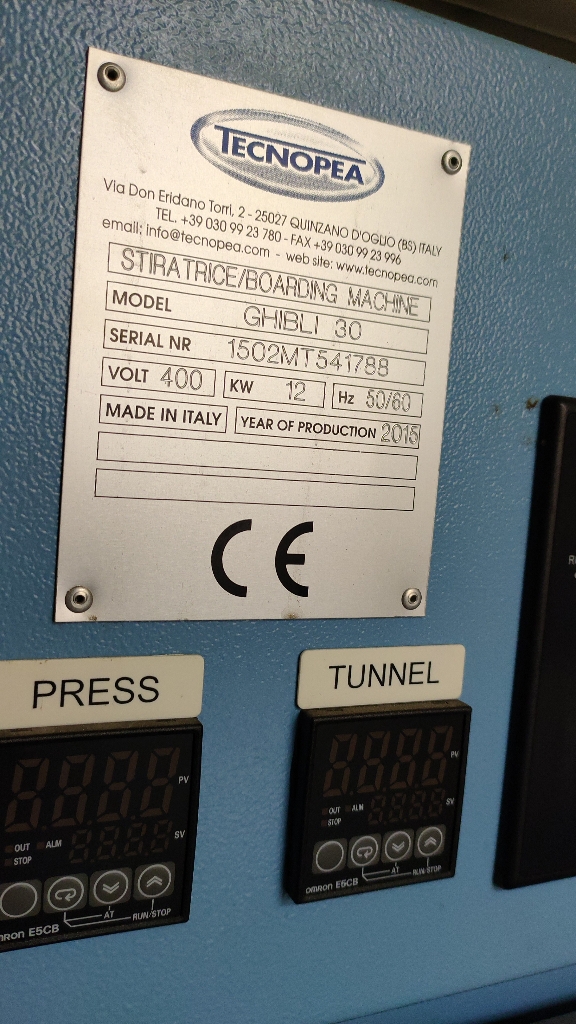 TECNOPEA
Via Don Eridano Torri, 2 - 25027 QUINZANO D'OGLIO (BS) ITALY
TEL. +39 030 99 23 780 - FAX +39 030 99 23 996
email: info@tecnopea.com - web site: www.tecnopea.com
STIRATRICE/BOARDING MACHINE
MODEL GHIBLI 30
SERIAL NR 1502MT541788
VOLT 400 KW 12 Hz 50/60
MADE IN ITALY YEAR OF PRODUCTION 2015
CE
PRESS TUNNEL
PV PV
OUT ALM SV OUT ALM SV
STOP STOP
AT RUN/STOP AT RUN/STOP
E5CB OMRON E5CB